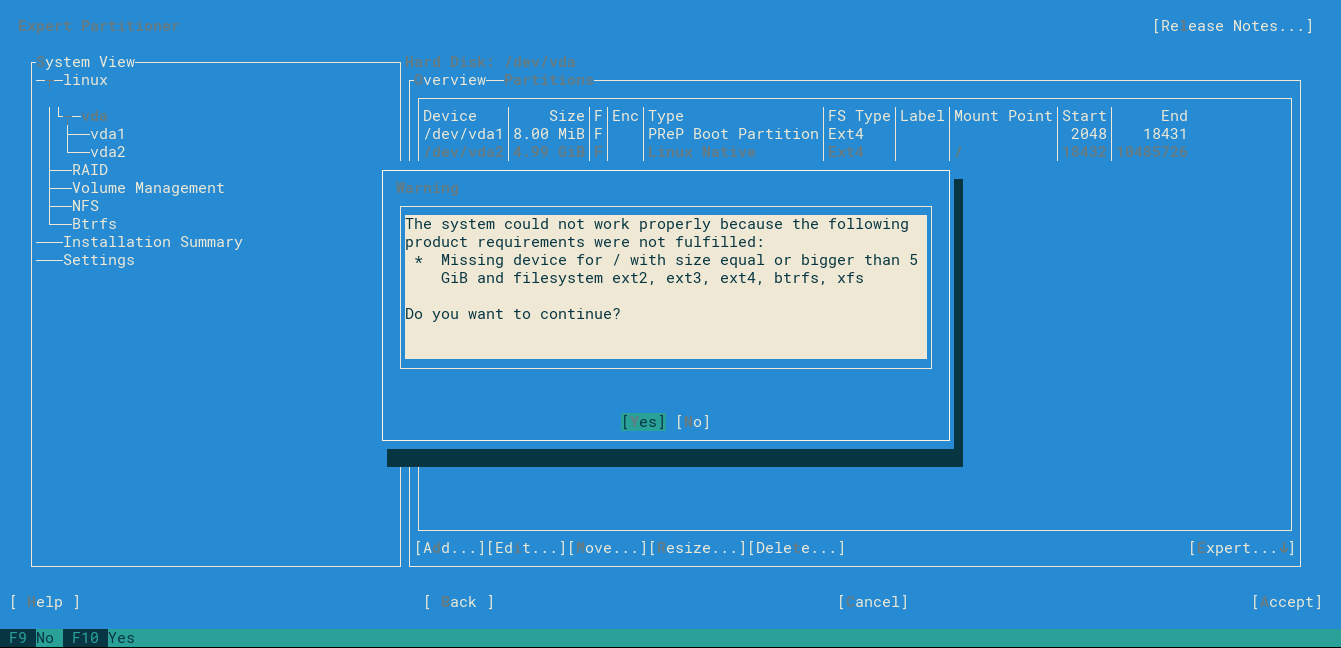 Expert Partitioner [Release Notes...]
System View
linux
vda
vda1
vda2
RAID
Volume Management
NFS
Btrfs
Installation Summary
Settings
Hard Disk: /dev/vda
Overview Partitions
Device Size F Enc Type FS Type Label Mount Point Start End
/dev/vda1 8.00 MiB F PReP Boot Partition Ext4 2048 18431
/dev/vda2 4.99 GiB F Linux Native Ext4 / 18432
Warning
The system could not work properly because the following
product requirements were not fulfilled:
* Missing device for / with size equal or bigger than 5
GiB and filesystem ext2, ext3, ext4, btrfs, xfs
Do you want to continue?
[Yes] [No]
[Add...][Edit...][Move...][Resize...][Delete...] [Expert...↓]
[ Help ] [ Back ] [Cancel] [Accept]
F9 No F10 Yes